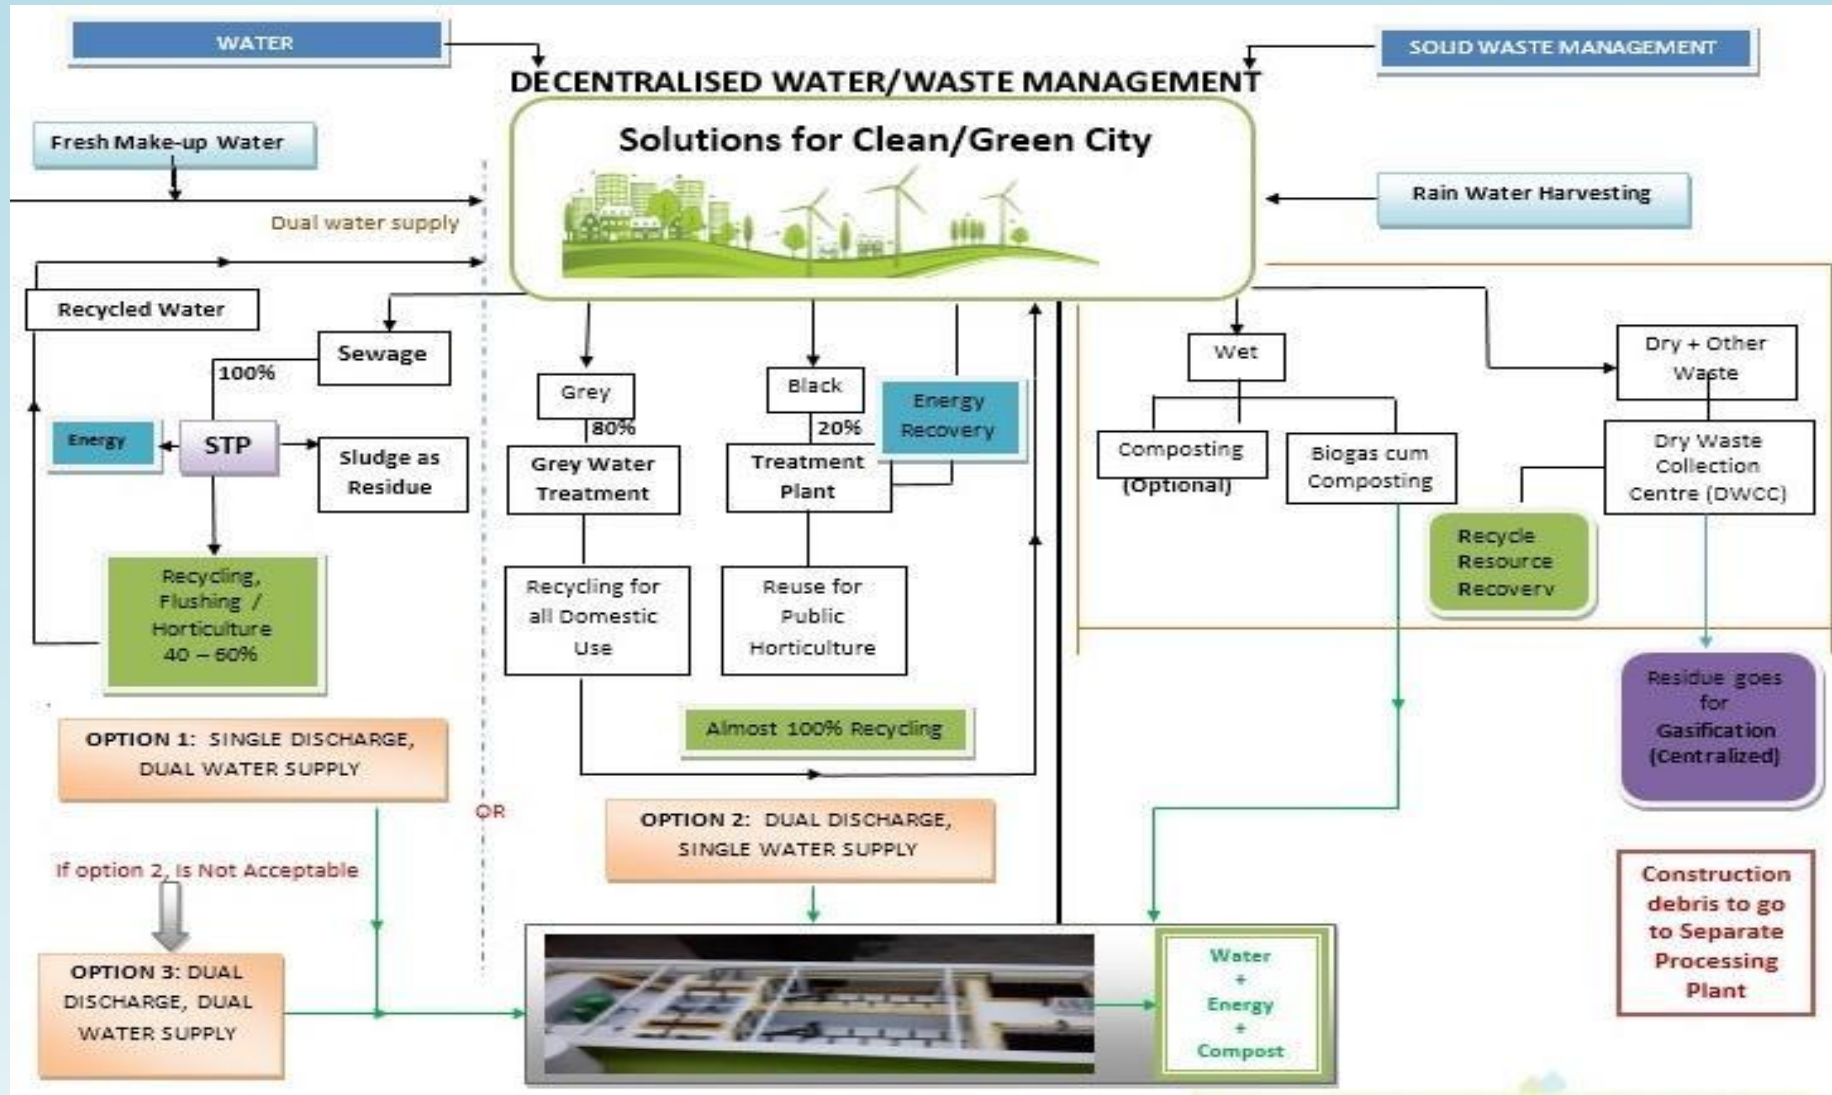 WATER
SOLID WASTE MANAGEMENT
DECENTRALISED WATER/WASTE MANAGEMENT
Solutions for Clean/Green City
Fresh Make-up Water
Dual water supply
Rain Water Harvesting
Recycled Water
Sewage
100%
Energy
STP
Sludge as
Residue
Recycling,
Flushing /
Horticulture
40 – 60%
OPTION 1: SINGLE DISCHARGE,
DUAL WATER SUPPLY
If option 2, Is Not Acceptable
OPTION 3: DUAL
DISCHARGE, DUAL
WATER SUPPLY
OR
Grey
80%
Grey Water
Treatment
Recycling for
all Domestic
Use
Black
20%
Treatment
Plant
Energy
Recovery
Reuse for
Public
Horticulture
Almost 100% Recycling
OPTION 2: DUAL DISCHARGE,
SINGLE WATER SUPPLY
Wet
Composting
(Optional)
Biogas cum
Composting
Dry + Other
Waste
Dry Waste
Collection
Centre (DWCC)
Recycle
Resource
Recovery
Residue goes
for
Gasification
(Centralized)
Construction
debris to go
to Separate
Processing
Plant
Water
+
Energy
+
Compost